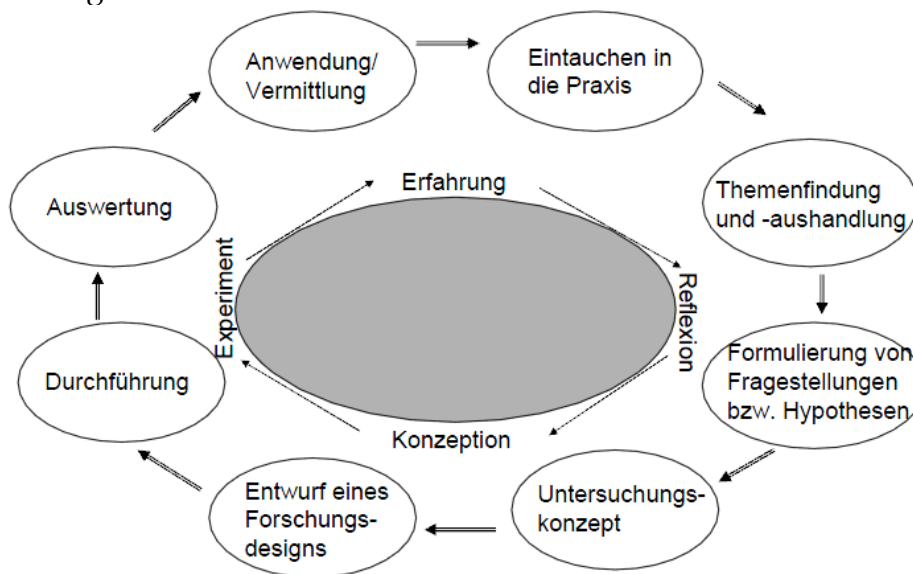 Anwendung/
Vermittlung
Eintauchen in
die Praxis
Themenfindung
und -aushandlung
Formulierung von
Fragestellungen
bzw. Hypothesen
Untersuchungs-
konzept
Entwurf eines
Forschungs-
designs
Durchführung
Auswertung
Erfahrung
Reflexion
Konzeption
Experiment